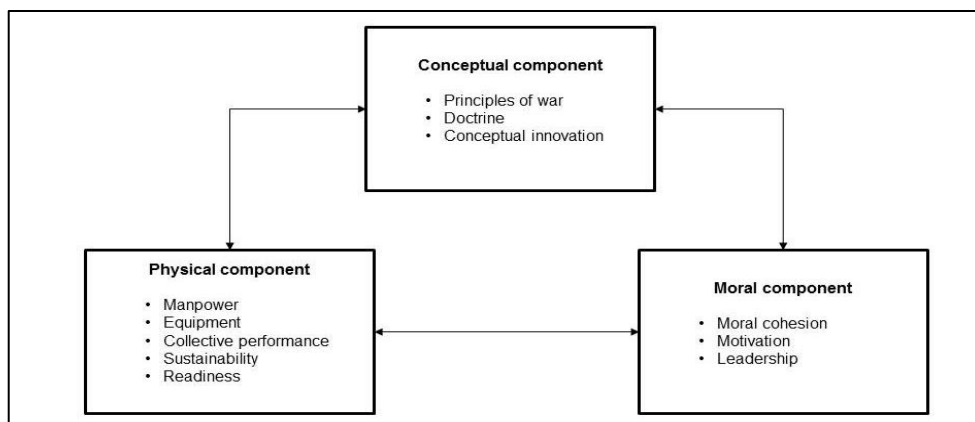 Conceptual component
• Principles of war
• Doctrine
• Conceptual innovation
Physical component
• Manpower
• Equipment
• Collective performance
• Sustainability
• Readiness
Moral component
• Moral cohesion
• Motivation
• Leadership